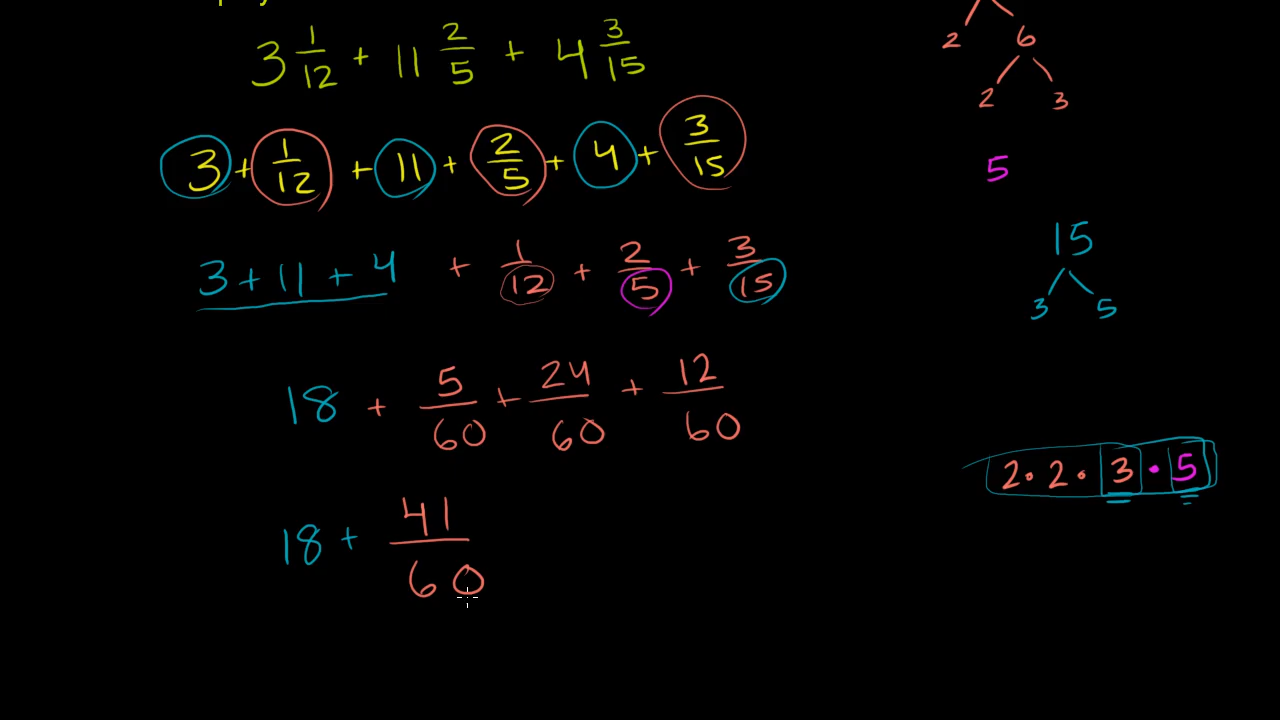 3 1/12 + 11 2/5 + 4 3/15
3 + 1/12 + 11 + 2/5 + 4 + 3/15
3 + 11 + 4 + 1/12 + 2/5 + 3/15
18 + 5/60 + 24/60 + 12/60
18 + 41/60
2 6
2 3
5
15
3 5
2 · 2 · 3 · 5